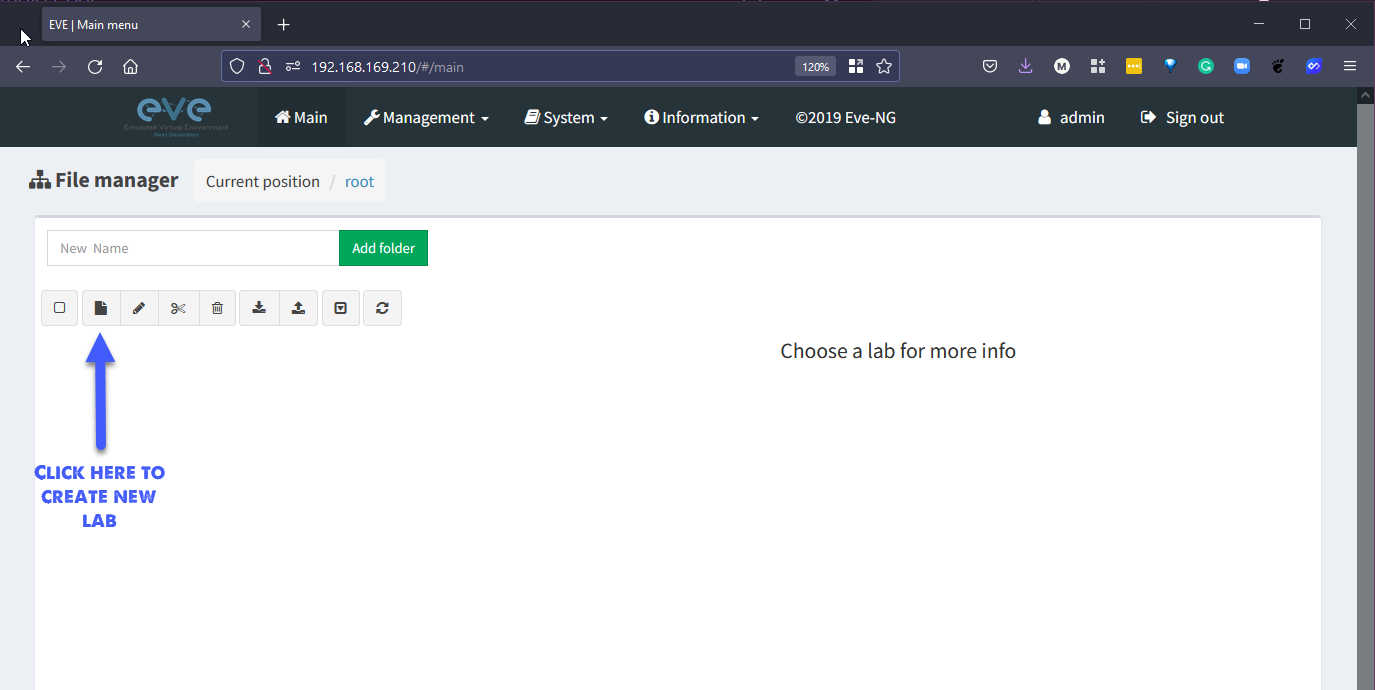 EVE | Main menu
192.168.169.210/#/main
120%
M
G
eve
Emulated Virtual Environment
Next Generation
Main
Management
System
Information
©2019 Eve-NG
admin
Sign out
File manager
Current position / root
New Name
Add folder
Choose a lab for more info
CLICK HERE TO
CREATE NEW
LAB